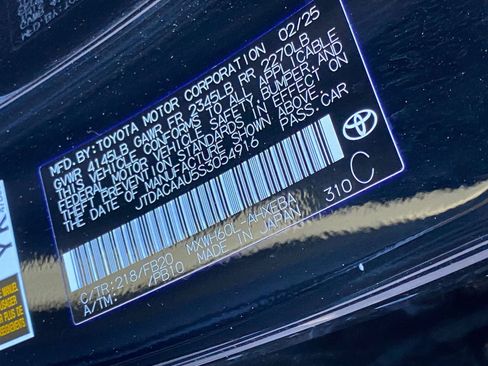 MFD.BY:TOYOTA MOTOR CORPORATION 02/25
GVWR 4145LB GAWR FR 2345LB RR 2270LB
THIS VEHICLE CONFORMS TO ALL APPLICABLE
FEDERAL MOTOR VEHICLE SAFETY, BUMPER, AND
THEFT PREVENTION STANDARDS IN EFFECT ON
THE DATE OF MANUFACTURE SHOWN ABOVE.
JTDACAAU5S3054916 PASS.CAR
310 C
C/TR:218/FB20 MXWH60L-AHXEBA
A/TM: -/FB10 MADE IN JAPAN